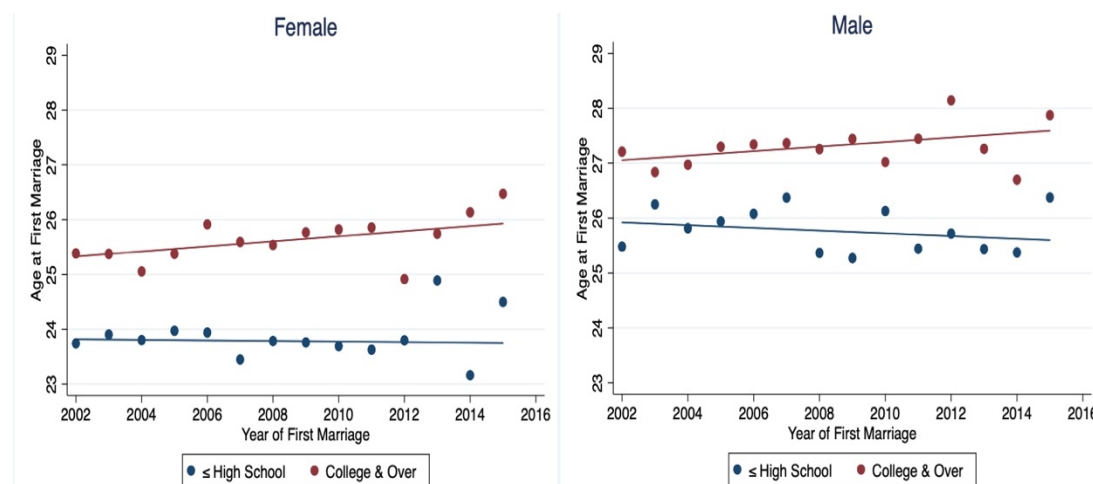 Female
Age at First Marriage
29
28
27
26
25
24
23
2002 2004 2006 2008 2010 2012 2014 2016
Year of First Marriage
≤ High School College & Over
Male
Age at First Marriage
29
28
27
26
25
24
23
2002 2004 2006 2008 2010 2012 2014 2016
Year of First Marriage
≤ High School College & Over